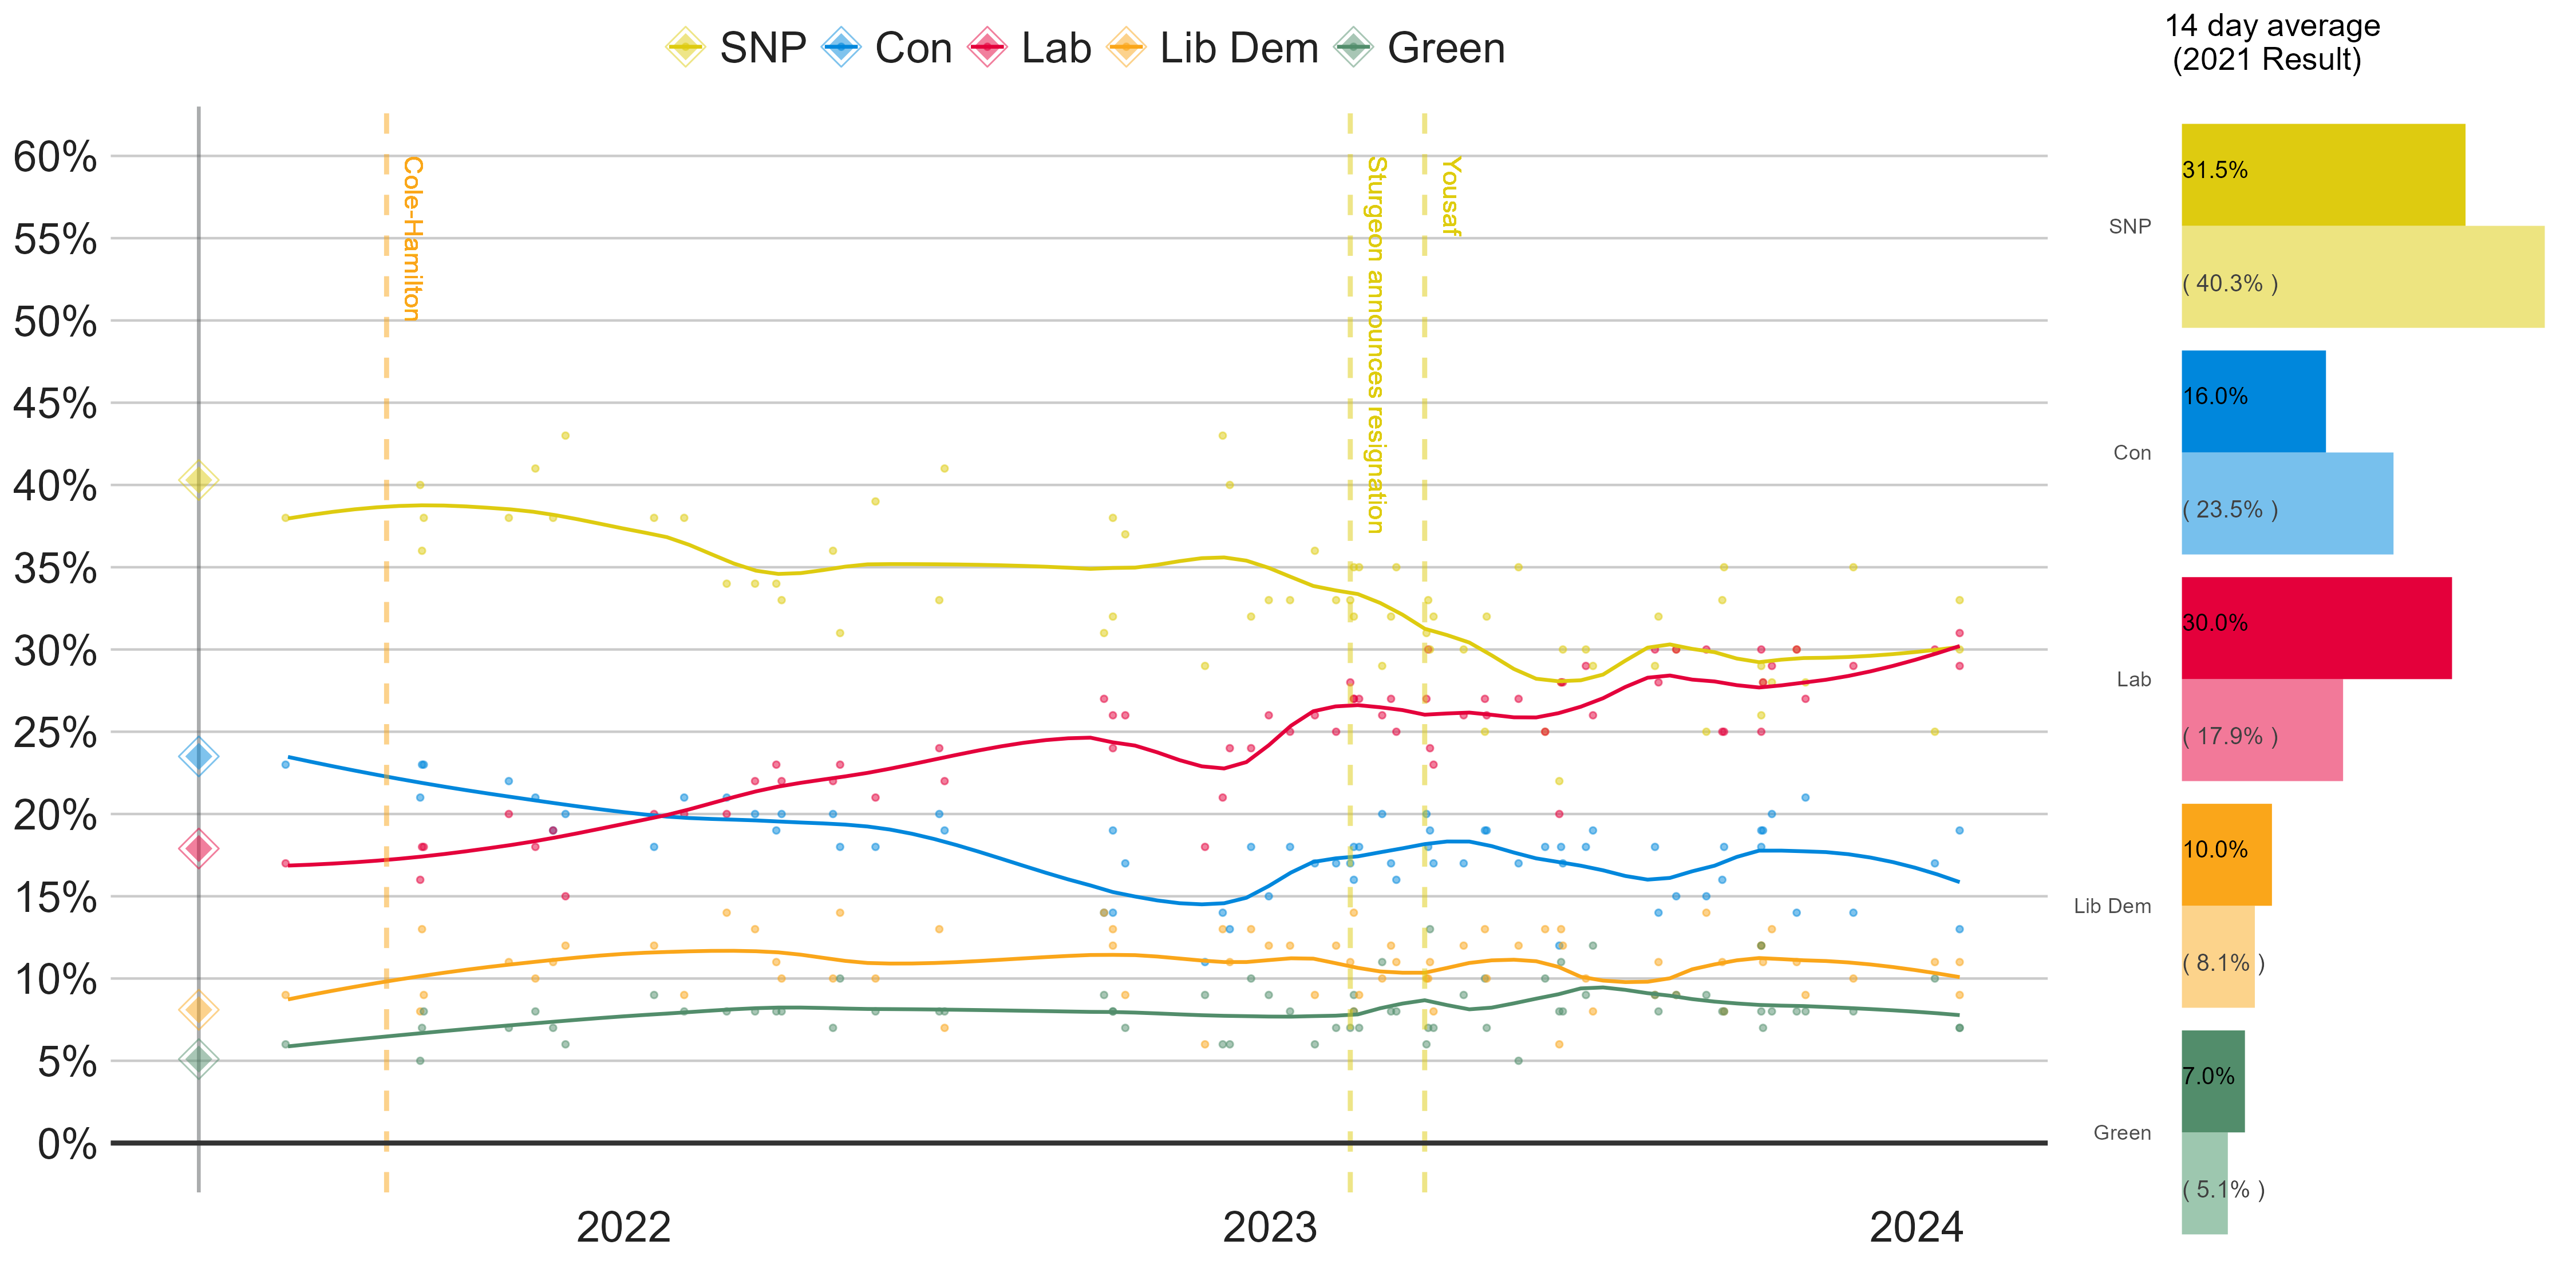 SNP Con Lab Lib Dem Green
14 day average
(2021 Result)
60%
55%
50%
45%
40%
35%
30%
25%
20%
15%
10%
5%
0%
Cole-Hamilton
Sturgeon announces resignation
Yousaf
2022 2023 2024
SNP
31.5%
( 40.3% )
Con
16.0%
( 23.5% )
Lab
30.0%
( 17.9% )
Lib Dem
10.0%
( 8.1% )
Green
7.0%
( 5.1% )